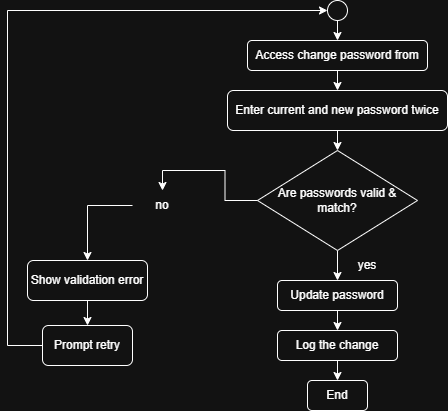 Access change password from
Enter current and new password twice
Are passwords valid &
match?
no
yes
Show validation error
Update password
Prompt retry
Log the change
End